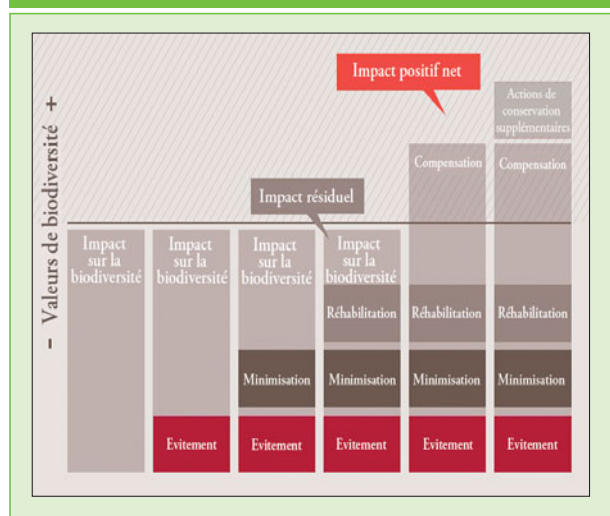 Impact positif net
Actions de
conservation
supplémentaires
- Valeurs de biodiversité +
Impact résiduel
Compensation
Compensation
Impact
sur la
biodiversité
Impact
sur la
biodiversité
Impact
sur la
biodiversité
Impact
sur la
biodiversité
Réhabilitation
Réhabilitation
Réhabilitation
Minimisation
Minimisation
Minimisation
Minimisation
Evitement
Evitement
Evitement
Evitement
Evitement